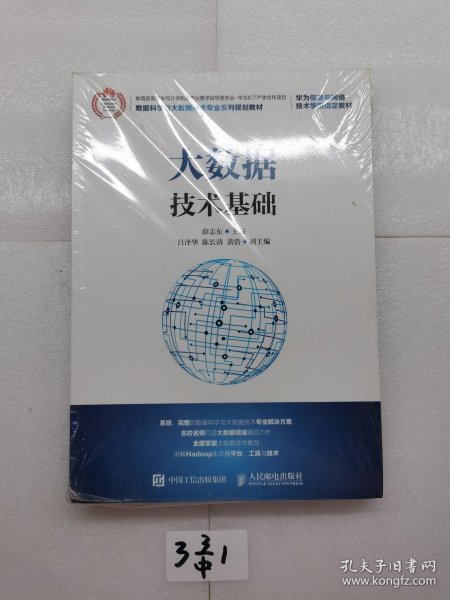 教育部高等学校计算机类专业教学指导委员会-华为ICT产学合作项目
数据科学与大数据技术专业系列规划教材
华为信息与网络
技术学院指定教材
大数据
技术基础
薛志东 主编
吕泽华 陈长清 黄浩 副主编
系统、完整的数据科学与大数据技术专业解决方案
名校名师打造大数据领域精品力作
全面掌握大数据技术概况
讲解Hadoop生态圈平台、工具与技术
中国工信出版集团
人民邮电出版社
3 3中 1
孔夫子旧书网
www.kongfz.com